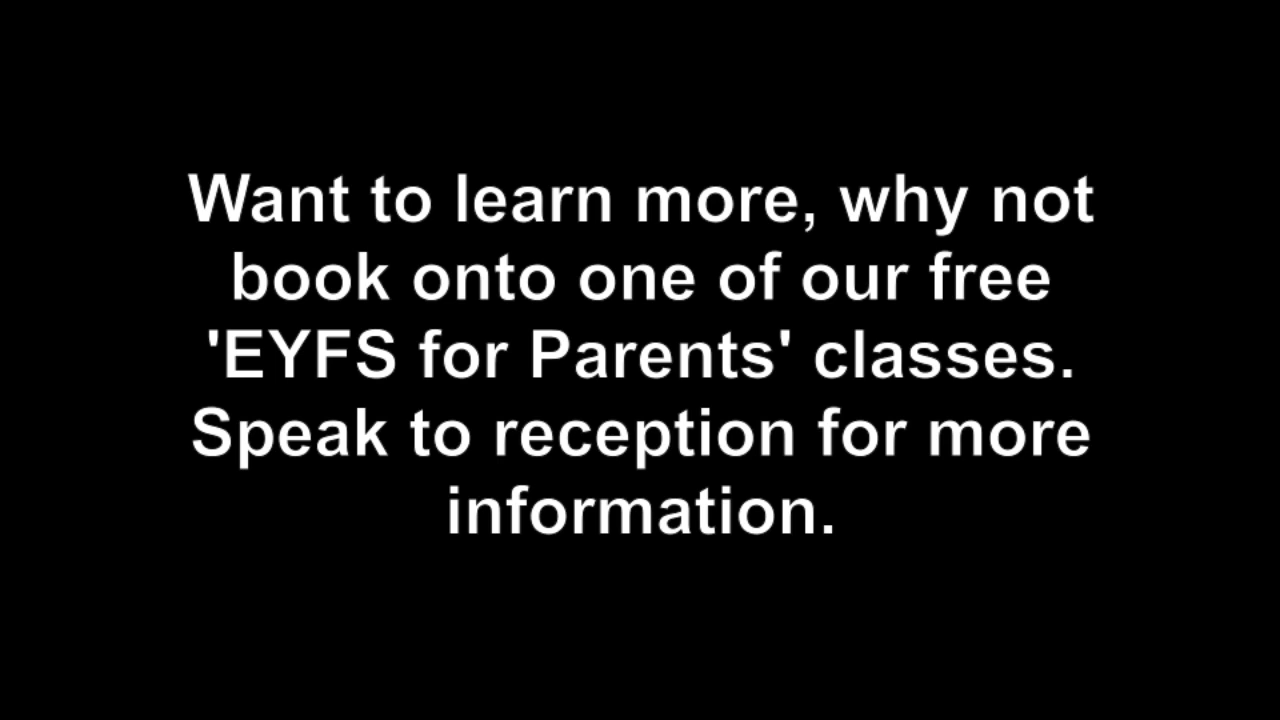 Want to learn more, why not
book onto one of our free
'EYFS for Parents' classes.
Speak to reception for more
information.